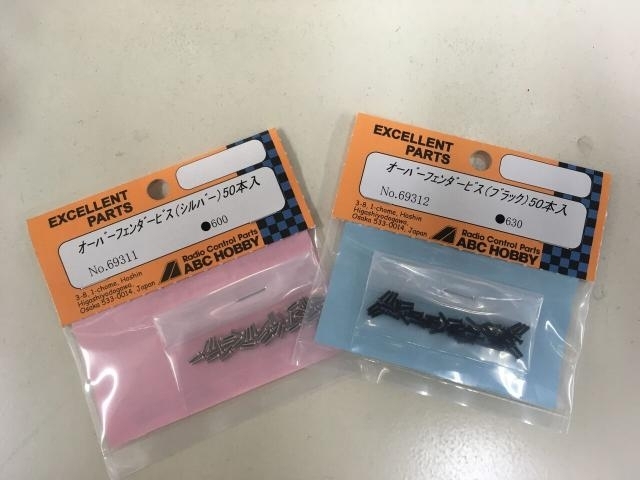 EXCELLENT
PARTS
オーバーフェンダービス(シルバー)50本入
●600
No.69311
3-8, 1-chome, Hoshin
Higashiyodogawa,
Osaka 533-0014, Japan
Radio Control Parts
ABC HOBBY
EXCELLENT
PARTS
オーバーフェンダービス(ブラック)50本入
No.69312
●630
3-8, 1-chome, Hoshin
Higashiyodogawa
Osaka 533-0014, Japan
Radio Control Parts
ABC HOBBY